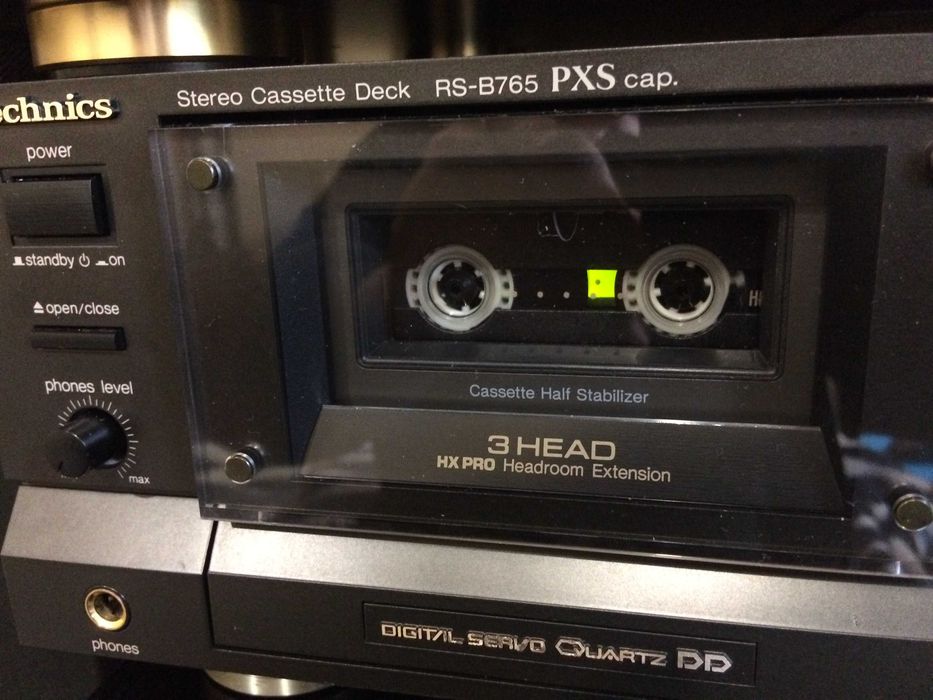 Stereo Cassette Deck RS-B765 PXS cap.
echnics
power
standby on
open/close
phones level
max
phones
Cassette Half Stabilizer
3 HEAD
HX PRO Headroom Extension
DIGITAL SERVO QUARTZ DD